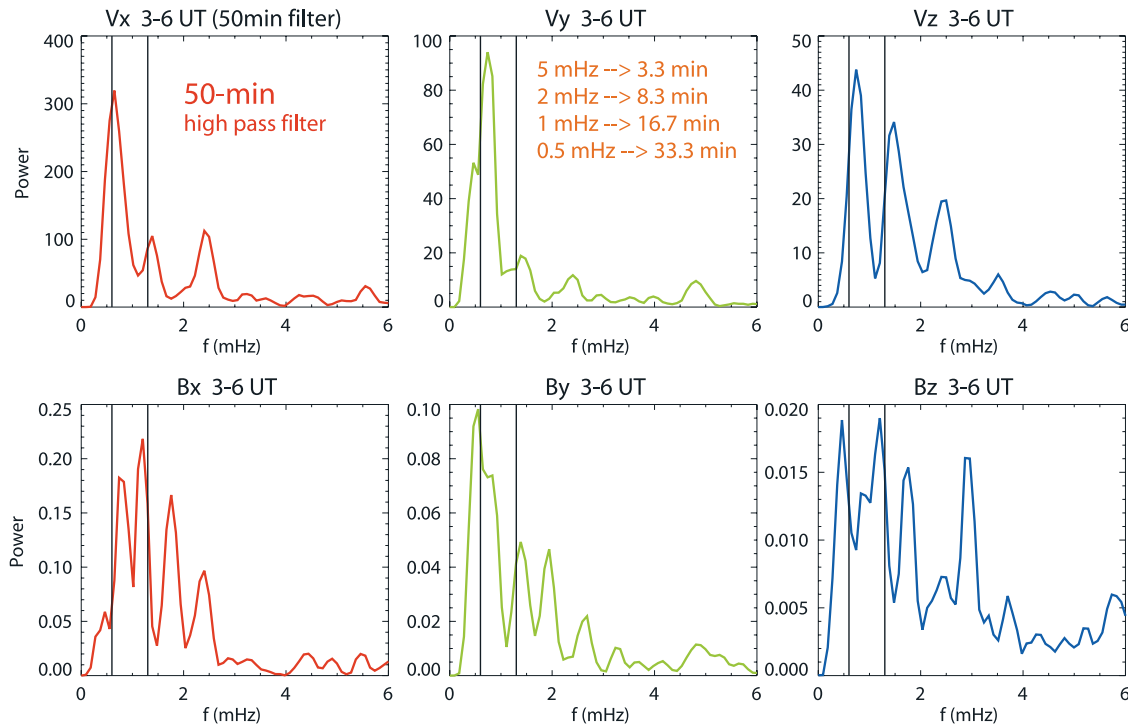 Vx 3-6 UT (50min filter)
Vy 3-6 UT
Vz 3-6 UT
400
300
200
100
0
Power
50-min
high pass filter
0 2 4 6
f (mHz)
100
80
60
40
20
0
5 mHz --> 3.3 min
2 mHz --> 8.3 min
1 mHz --> 16.7 min
0.5 mHz --> 33.3 min
0 2 4 6
f (mHz)
50
40
30
20
10
0
0 2 4 6
f (mHz)
Bx 3-6 UT
By 3-6 UT
Bz 3-6 UT
0.25
0.20
0.15
0.10
0.05
0.00
Power
0 2 4 6
f (mHz)
0.10
0.08
0.06
0.04
0.02
0.00
0 2 4 6
f (mHz)
0.020
0.015
0.010
0.005
0.000
0 2 4 6
f (mHz)